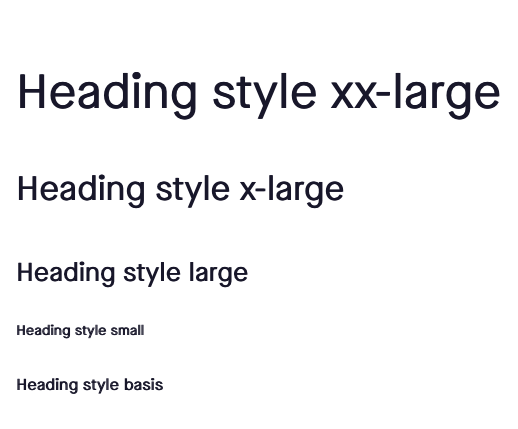 Heading style xx-large
Heading style x-large
Heading style large
Heading style small
Heading style basis